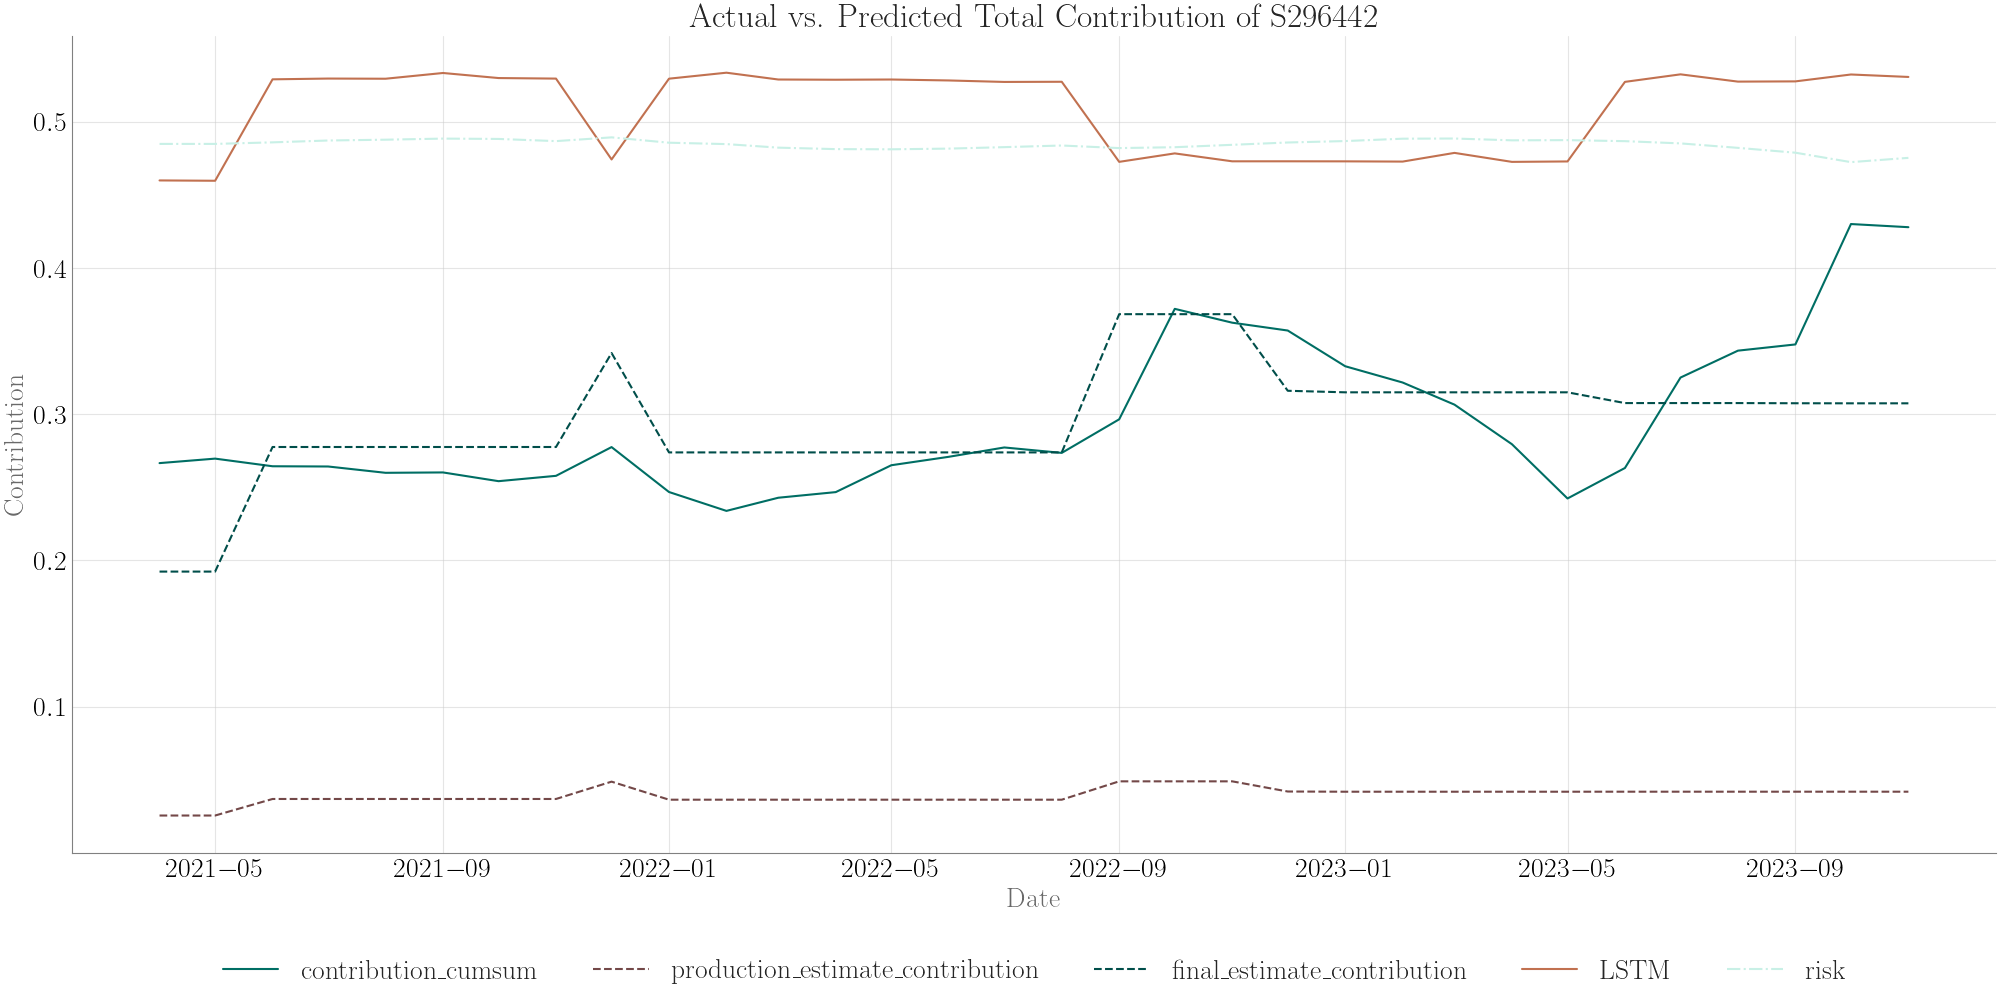 Actual vs. Predicted Total Contribution of S296442
Contribution
0.5
0.4
0.3
0.2
0.1
2021−05 2021−09 2022−01 2022−05 2022−09 2023−01 2023−05 2023−09
Date
contribution_cumsum production_estimate_contribution final_estimate_contribution LSTM risk